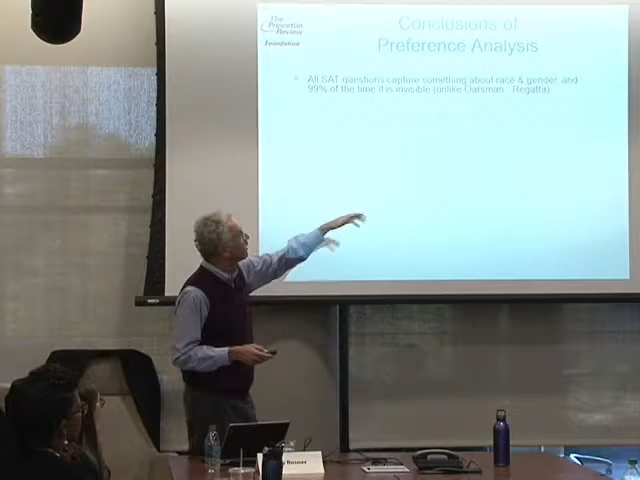 The
Princeton
Review
Foundation
Conclusions of
Preference Analysis
All SAT questions capture something about race & gender, and
99% of the time it is invisible (unlike Oarsman : Regatta).
Rosner